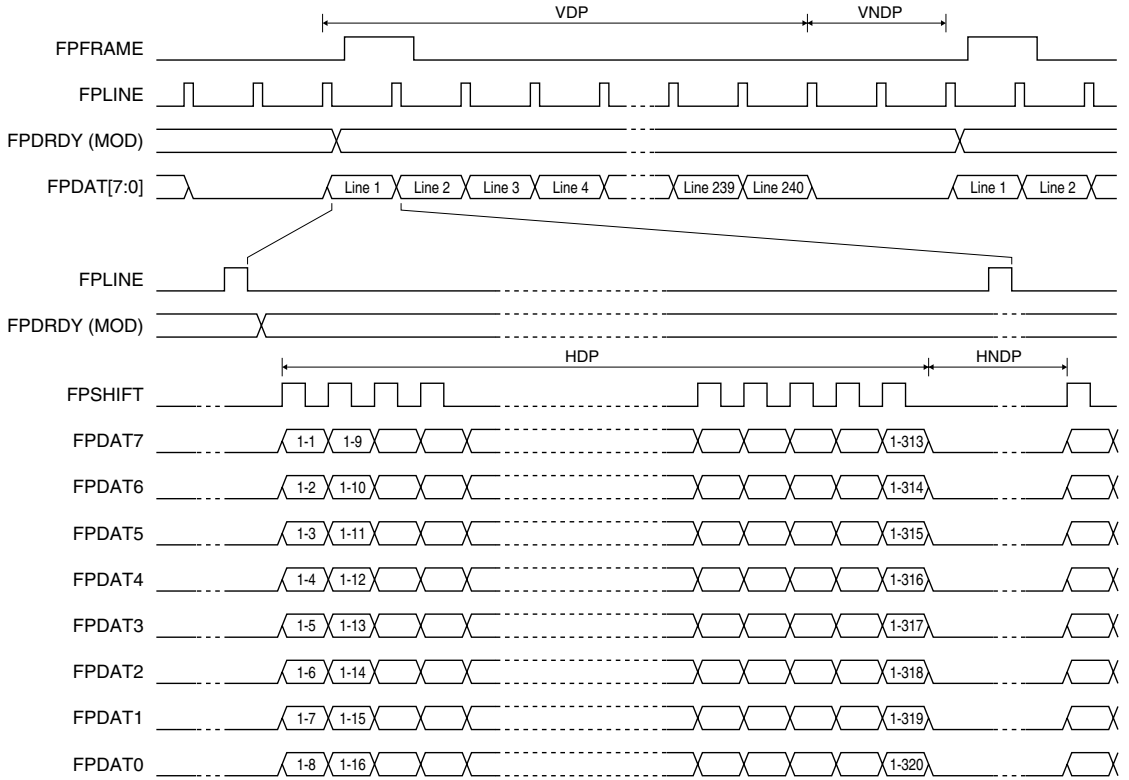 VDP VNDP
FPFRAME
FPLINE
FPDRDY (MOD)
FPDAT[7:0] Line 1 Line 2 Line 3 Line 4 Line 239 Line 240 Line 1 Line 2
FPLINE
FPDRDY (MOD)
HDP HNDP
FPSHIFT
FPDAT7 1-1 1-9 1-313
FPDAT6 1-2 1-10 1-314
FPDAT5 1-3 1-11 1-315
FPDAT4 1-4 1-12 1-316
FPDAT3 1-5 1-13 1-317
FPDAT2 1-6 1-14 1-318
FPDAT1 1-7 1-15 1-319
FPDAT0 1-8 1-16 1-320